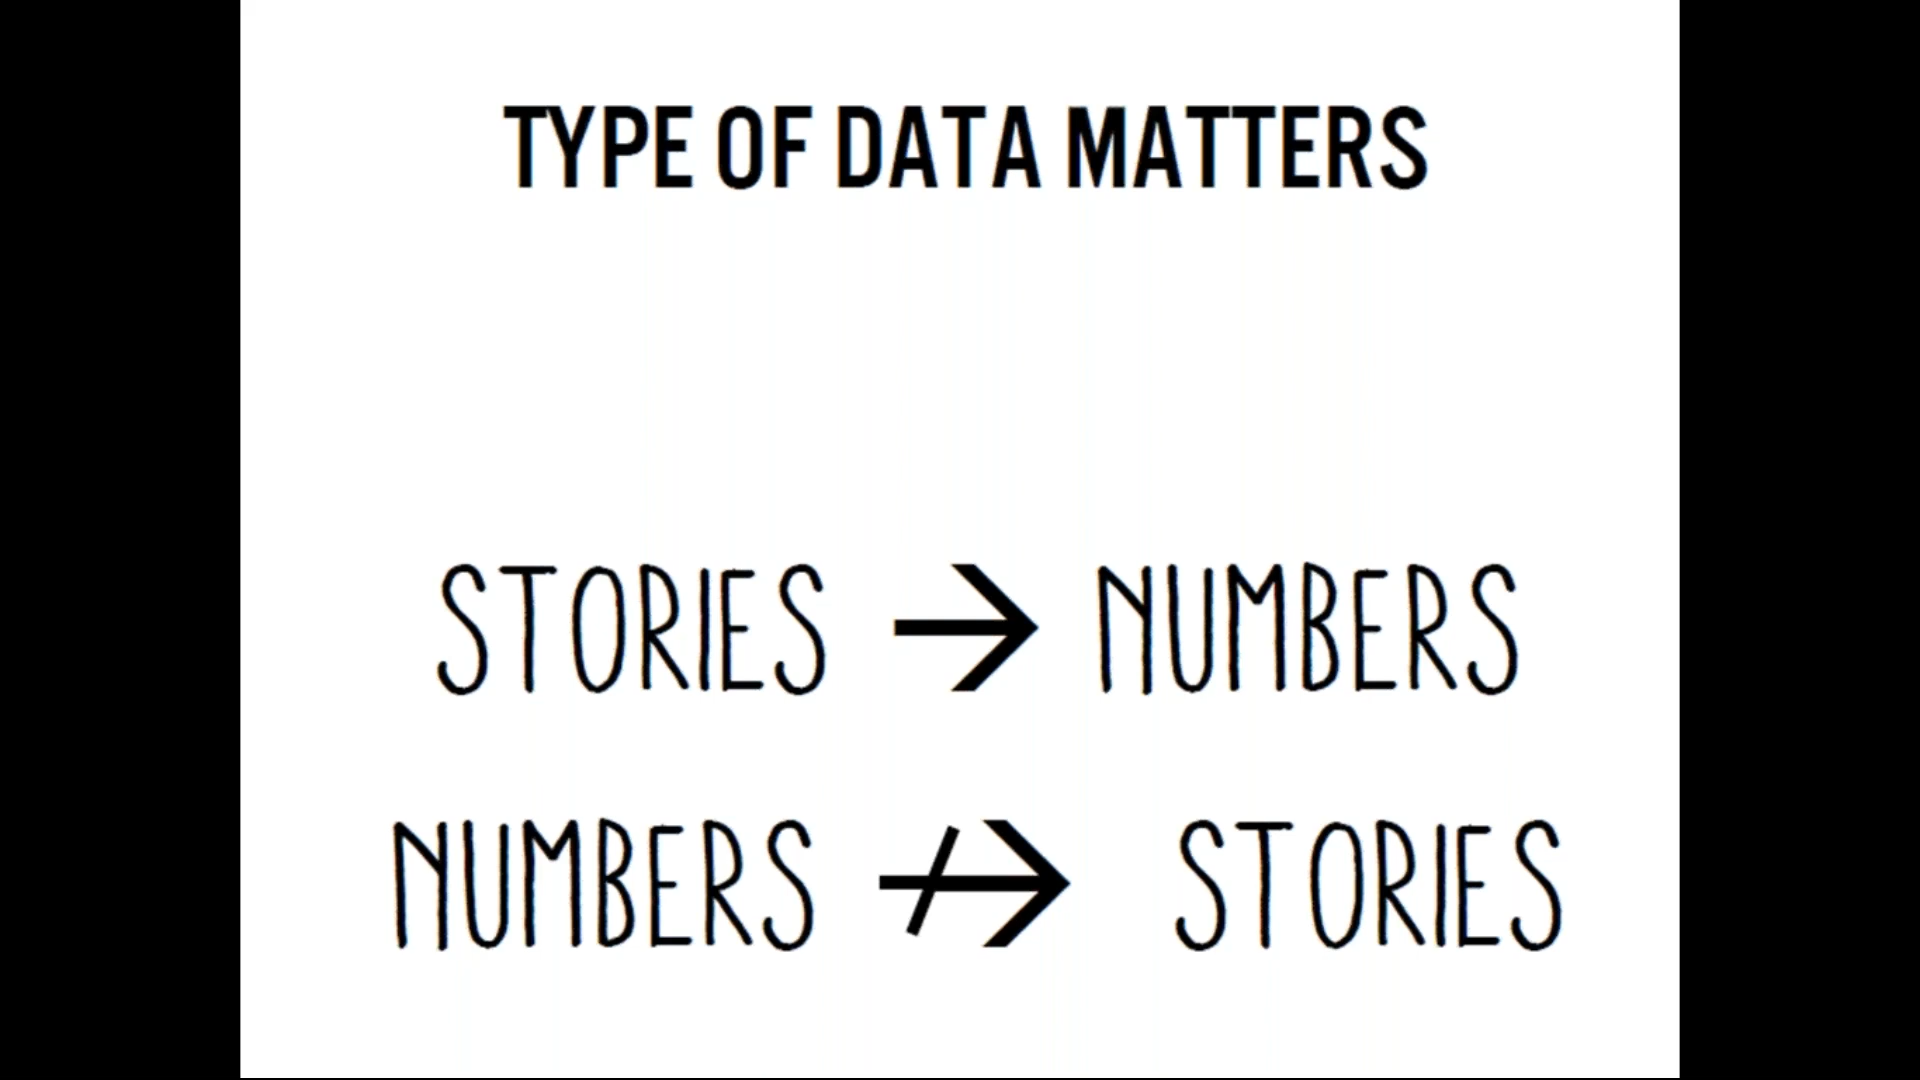 TYPE OF DATA MATTERS
STORIES → NUMBERS
NUMBERS ↛ STORIES